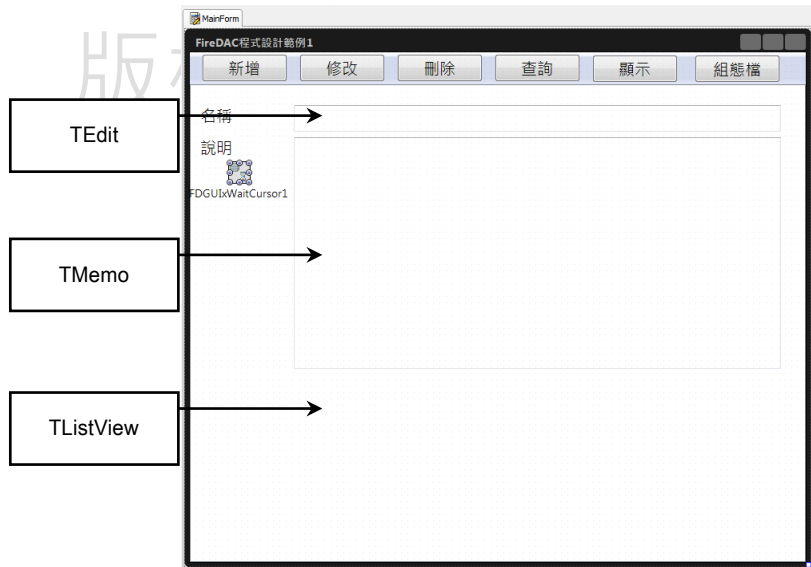 MainForm
FireDAC程式設計範例1
新增 修改 刪除 查詢 顯示 組態檔
名稱
TEdit
說明
FDGUIxWaitCursor1
TMemo
TListView